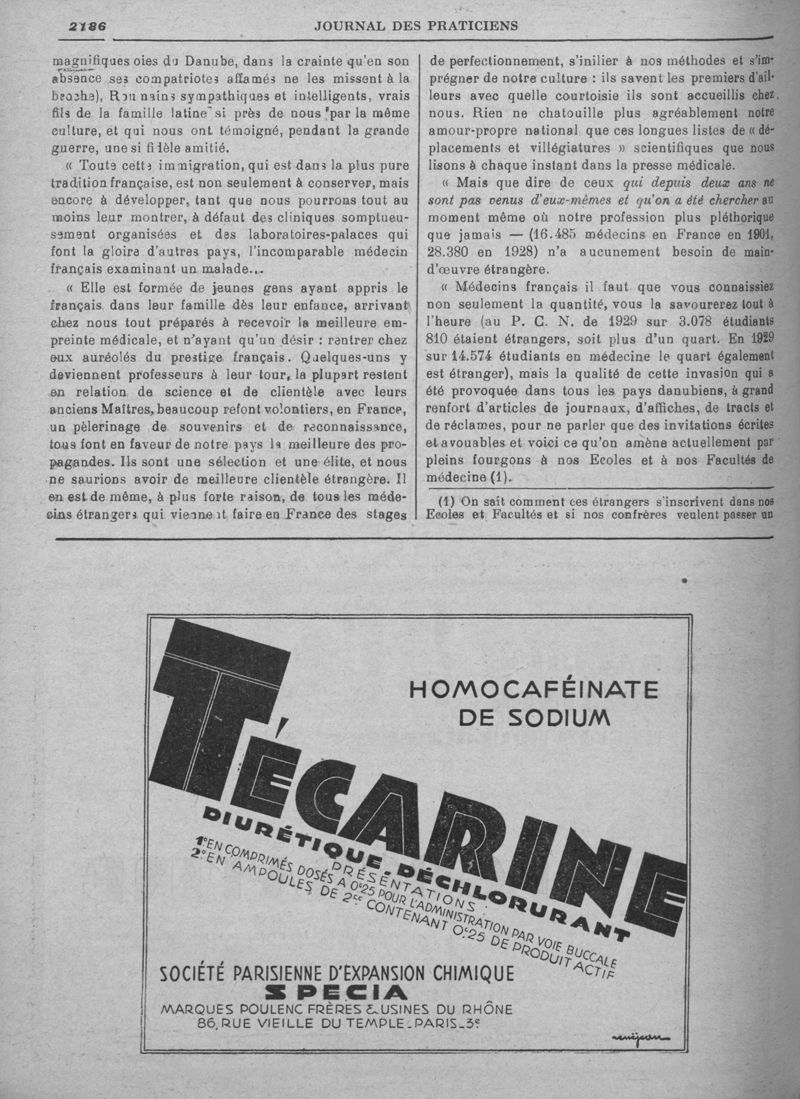 2186
JOURNAL DES PRATICIENS
magnifiques oies du Danube, dans la crainte qu'en son
absence ses compatriotes affamés ne les missent à la
broche), Roumains sympathiques et intelligents, vrais
fils de la famille latine si près de nous par la même
culture, et qui nous ont témoigné, pendant la grande
guerre, une si fidèle amitié.
« Toute cette immigration, qui est dans la plus pure
tradition française, est non seulement à conserver, mais
encore à développer, tant que nous pourrons tout au
moins leur montrer, à défaut des cliniques somptueu-
sement organisées et des laboratoires-palaces qui
font la gloire d'autres pays, l'incomparable médecin
français examinant un malade...
« Elle est formée de jeunes gens ayant appris le
français dans leur famille dès leur enfance, arrivant
chez nous tout préparés à recevoir la meilleure em-
preinte médicale, et n'ayant qu'un désir : rentrer chez
eux auréolés du prestige français. Quelques-uns y
deviennent professeurs à leur tour, la plupart restent
en relation de science et de clientèle avec leurs
anciens Maîtres, beaucoup refont volontiers, en France,
un pèlerinage de souvenirs et de reconnaissance,
tous font en faveur de notre pays la meilleure des pro-
pagandes. Ils sont une sélection et une élite, et nous
ne saurions avoir de meilleure clientèle étrangère. Il
en est de même, à plus forte raison, de tous les méde-
cins étrangers qui viennent faire en France des stages
de perfectionnement, s'inilier à nos méthodes et s'im-
prégner de notre culture : ils savent les premiers d'ail-
leurs avec quelle courtoisie ils sont accueillis chez
nous. Rien ne chatouille plus agréablement notre
amour-propre national que ces longues listes de « dé-
placements et villégiatures » scientifiques que nous
lisons à chaque instant dans la presse médicale.
« Mais que dire de ceux qui depuis deux ans ne
sont pas venus d'eux-mêmes et qu'on a été chercher au
moment même où notre profession plus pléthorique
que jamais — (16.485 médecins en France en 1901,
28.380 en 1928) n'a aucunement besoin de main-
d'œuvre étrangère.
« Médecins français il faut que vous connaissiez
non seulement la quantité, vous la savourerez tout à
l'heure (au P. C. N. de 1929 sur 3.078 étudiants
810 étaient étrangers, soit plus d'un quart. En 1929
sur 14.574 étudiants en médecine le quart également
est étranger), mais la qualité de cette invasion qui a
été provoquée dans tous les pays danubiens, à grand
renfort d'articles de journaux, d'affiches, de tracts et
de réclames, pour ne parler que des invitations écrites
et avouables et voici ce qu'on amène actuellement par
pleins fourgons à nos Ecoles et à nos Facultés de
médecine (1).
(1) On sait comment ces étrangers s'inscrivent dans nos
Ecoles et Facultés et si nos confrères veulent passer un
HOMOCAFÉINATE
DE SODIUM
TÉCARINE
DIURÉTIQUE-DÉCHLORURANT
PRÉSENTATIONS :
1° EN COMPRIMÉS DOSÉS A 0gr25 POUR L'ADMINISTRATION PAR VOIE BUCCALE
2° EN AMPOULES DE 2cc CONTENANT 0gr25 DE PRODUIT ACTIF
SOCIÉTÉ PARISIENNE D'EXPANSION CHIMIQUE
SPECIA
MARQUES POULENC FRÈRES & USINES DU RHÔNE
86, RUE VIEILLE DU TEMPLE_PARIS_3e